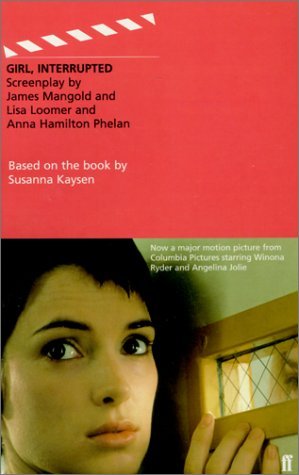 GIRL, INTERRUPTED
Screenplay by
James Mangold and
Lisa Loomer and
Anna Hamilton Phelan
Based on the book by
Susanna Kaysen
Now a major motion picture from
Columbia Pictures starring Winona
Ryder and Angelina Jolie
ff